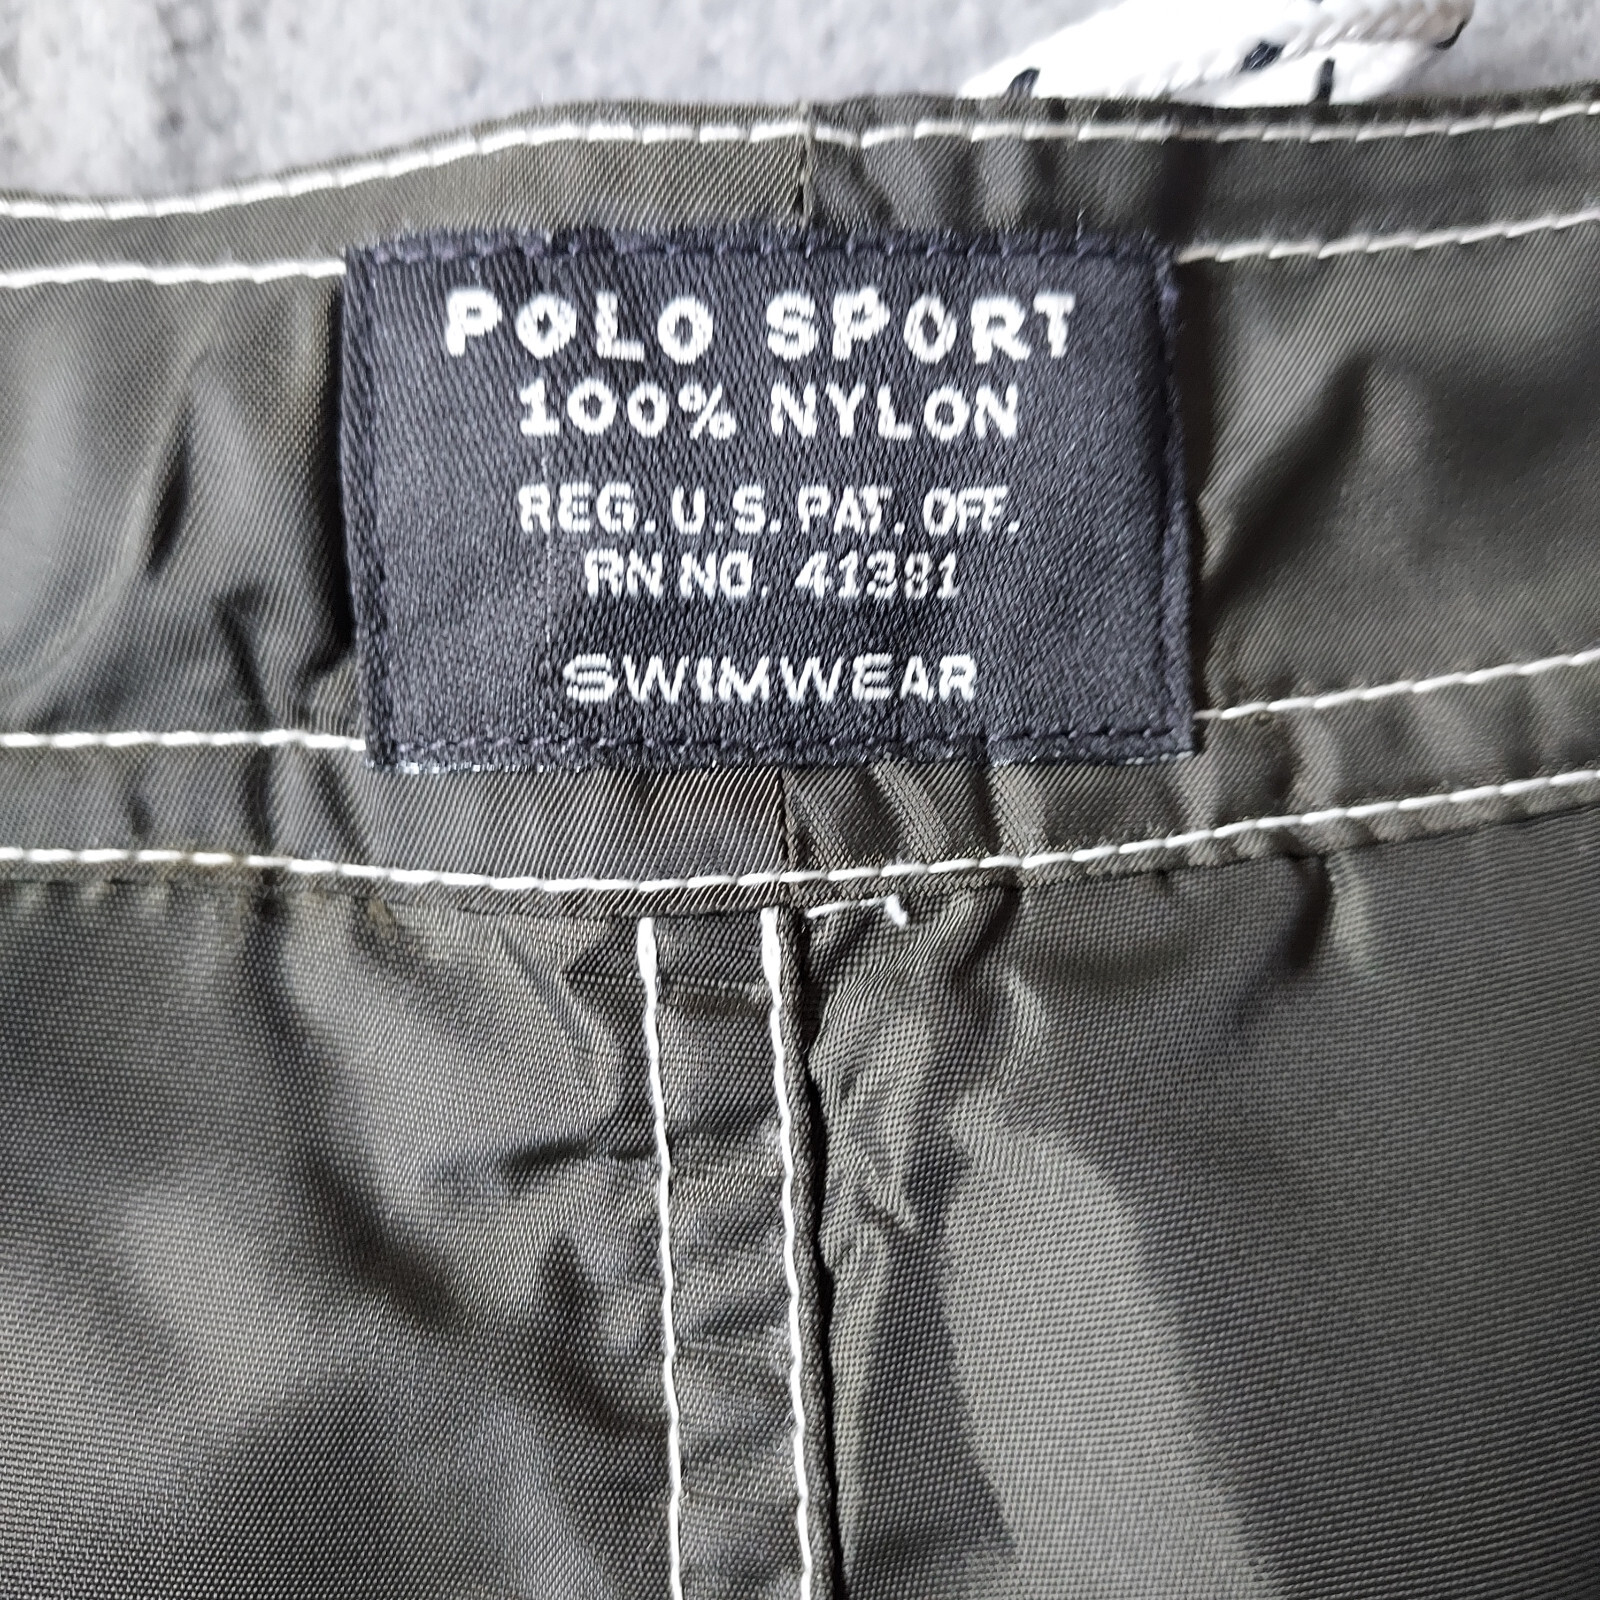 POLO SPORT
100% NYLON
REG. U.S. PAT. OFF.
RN NO. 41381
SWIMWEAR